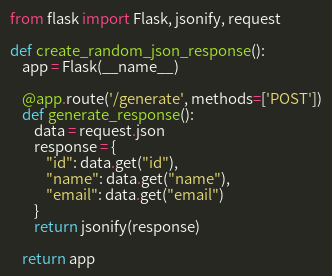 from flask import Flask, jsonify, request

def create_random_json_response():
    app = Flask(__name__)

    @app.route('/generate', methods=['POST'])
    def generate_response():
        data = request.json
        response = {
            "id": data.get("id"),
            "name": data.get("name"),
            "email": data.get("email")
        }
        return jsonify(response)

    return app